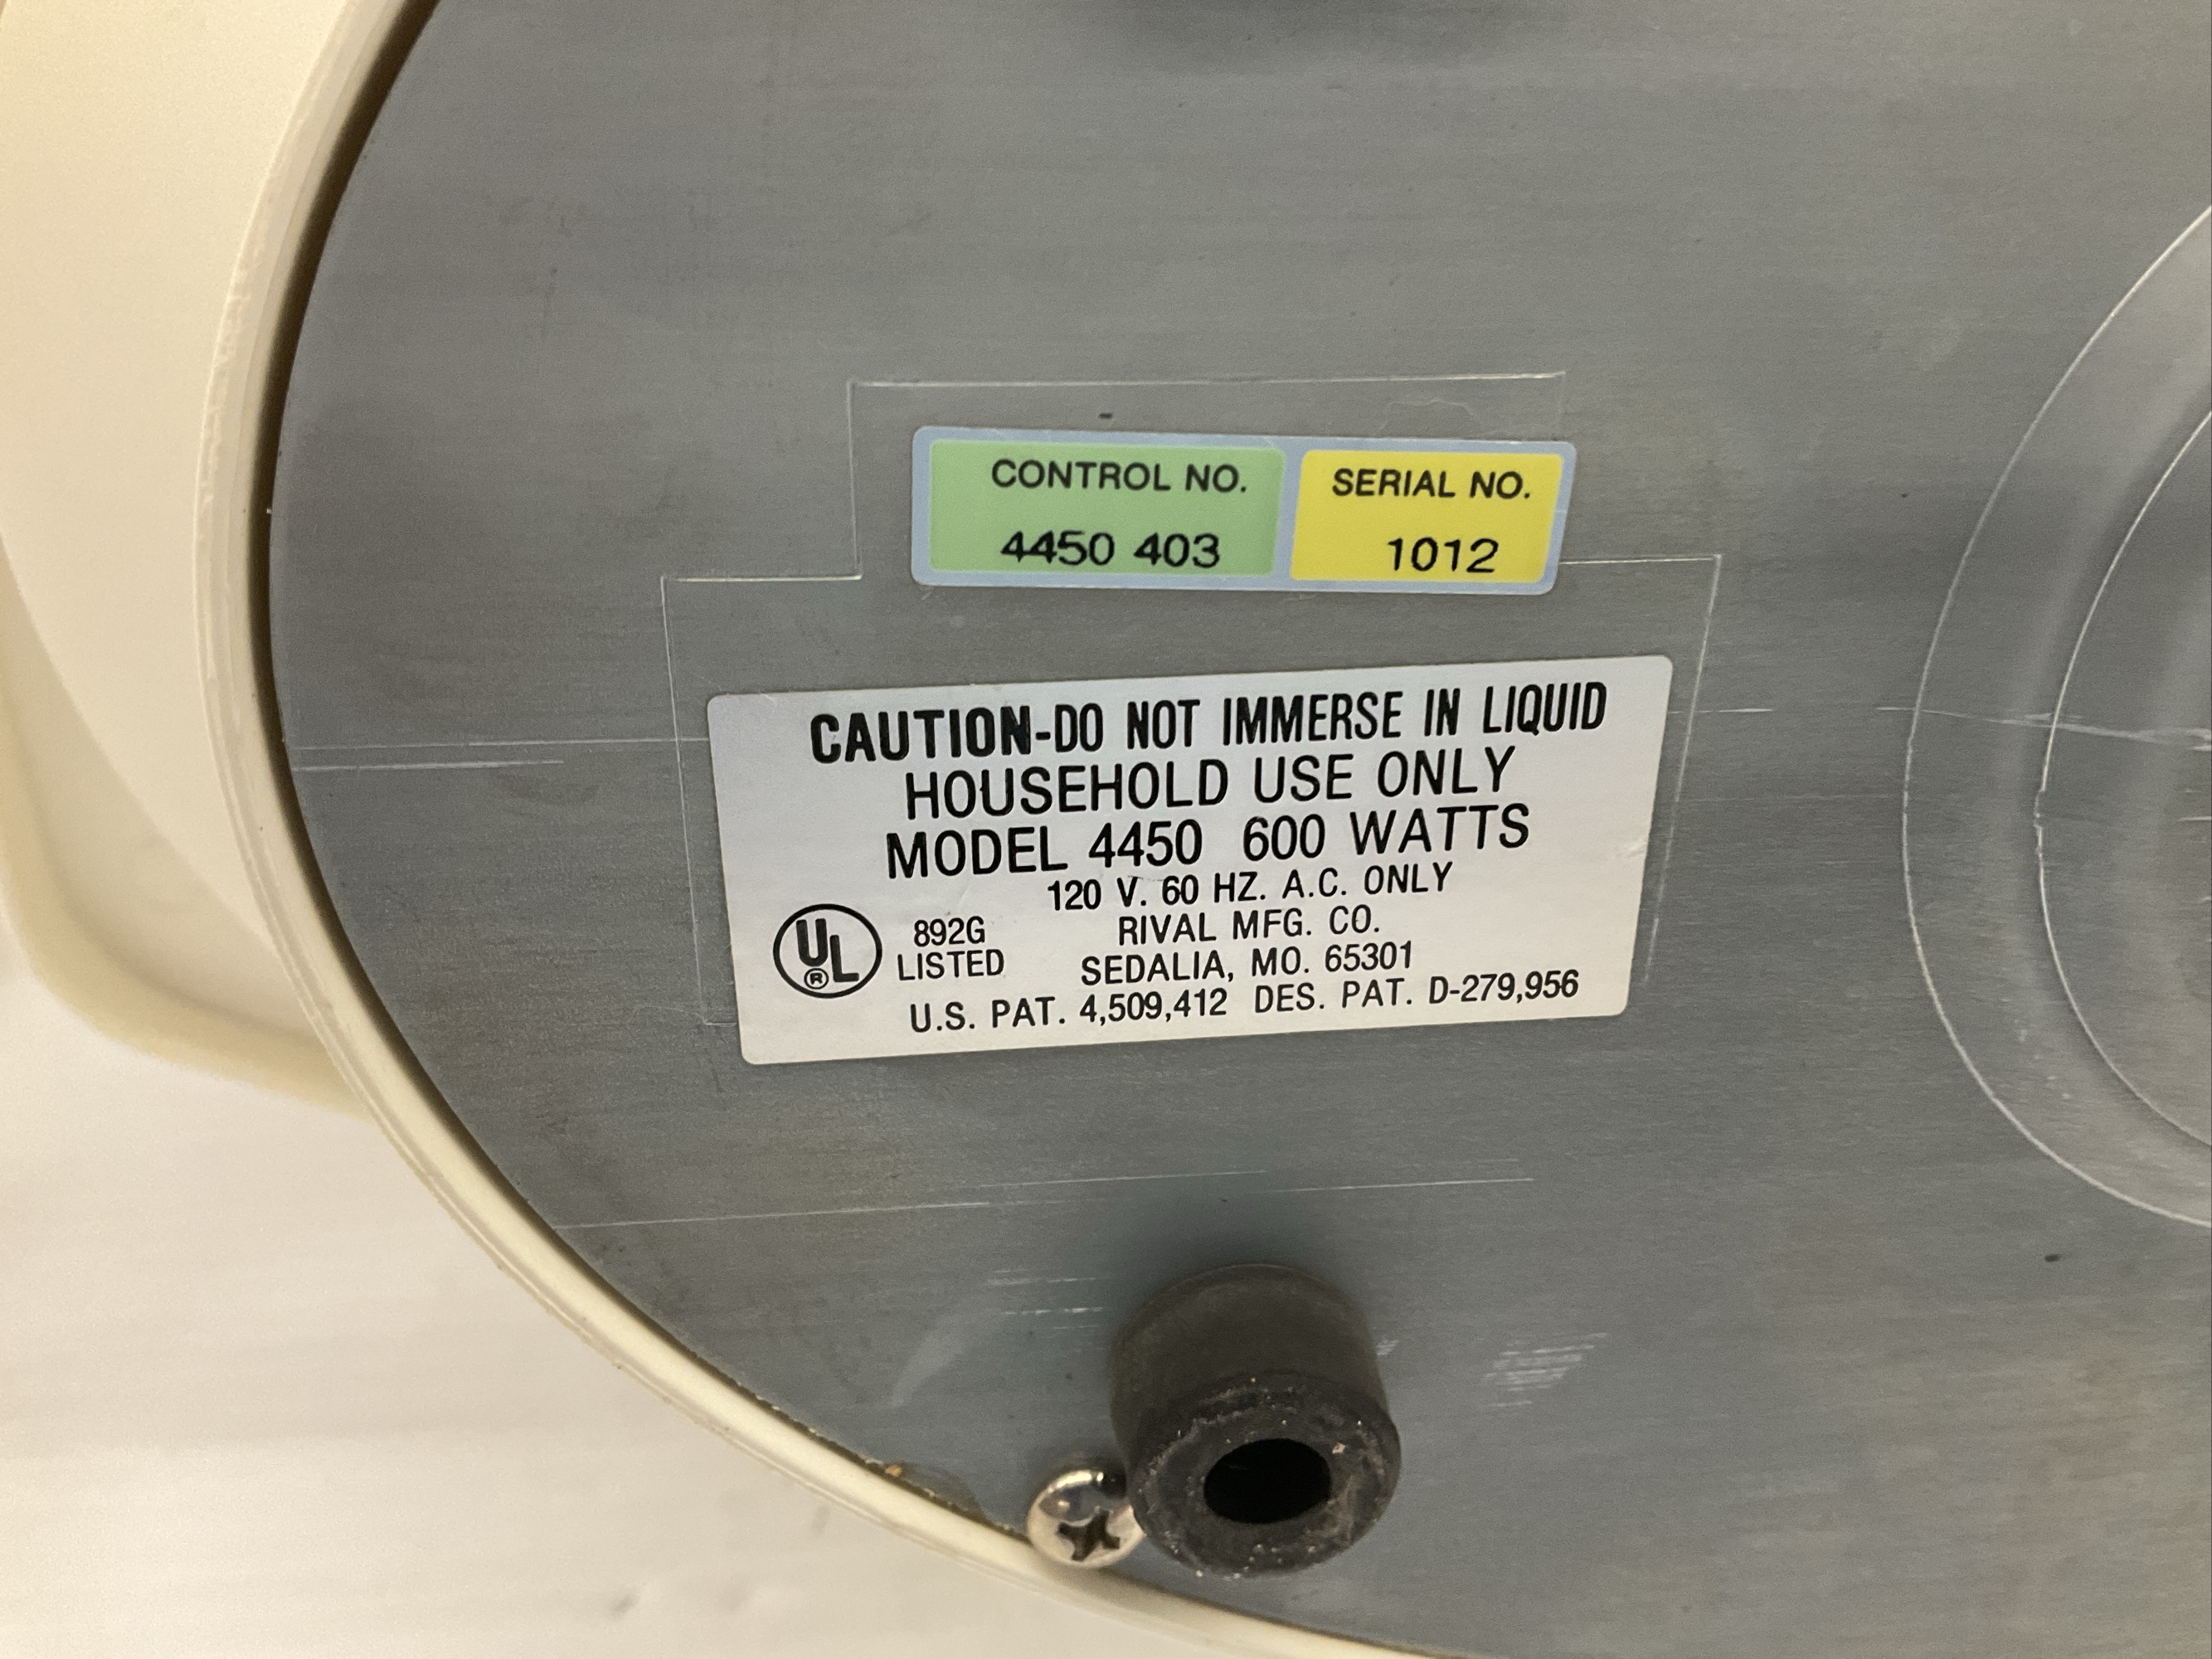 CONTROL NO.
4450 403
SERIAL NO.
1012
CAUTION-DO NOT IMMERSE IN LIQUID
HOUSEHOLD USE ONLY
MODEL 4450 600 WATTS
120 V. 60 HZ. A.C. ONLY
UL ®
892G
LISTED
RIVAL MFG. CO.
SEDALIA, MO. 65301
U.S. PAT. 4,509,412 DES. PAT. D-279,956